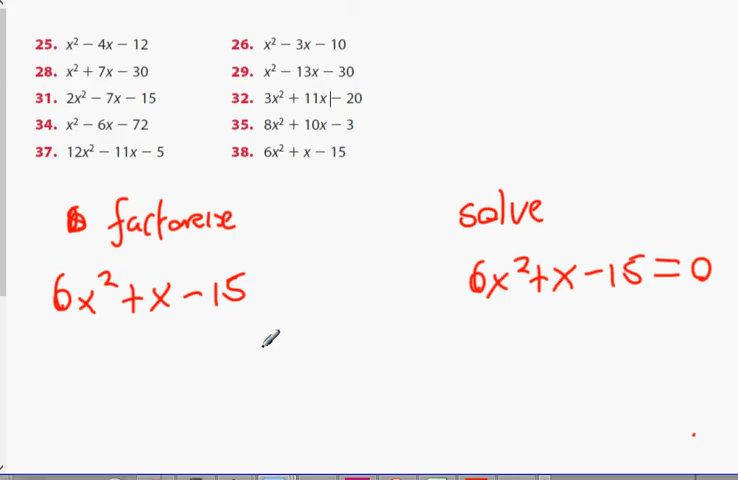 25. x² − 4x − 12 26. x² − 3x − 10
28. x² + 7x − 30 29. x² − 13x − 30
31. 2x² − 7x − 15 32. 3x² + 11x − 20
34. x² − 6x − 72 35. 8x² + 10x − 3
37. 12x² − 11x − 5 38. 6x² + x − 15
factoreise solve
6x² + x − 15 6x² + x − 15 = 0